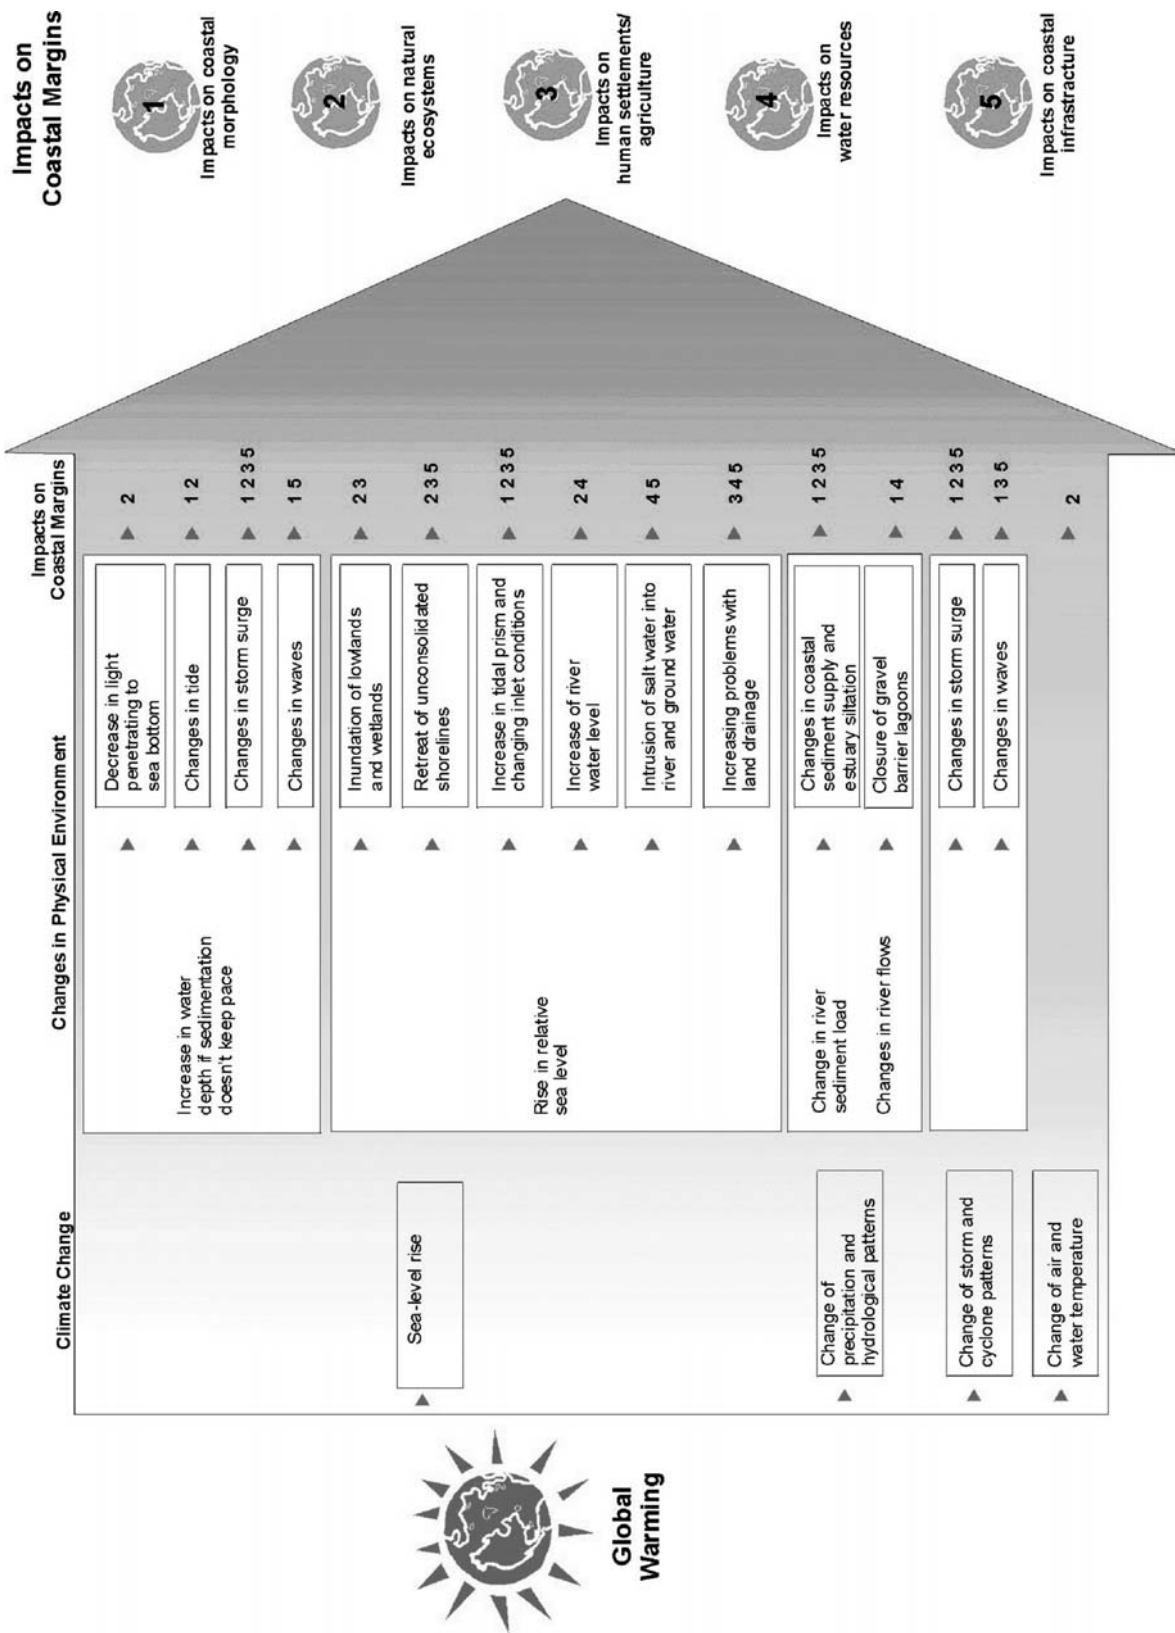 Global
Warming
Climate Change
Sea-level rise
Change of
precipitation and
hydrological patterns
Change of storm and
cyclone patterns
Change of air and
water temperature
Changes in Physical Environment
Increase in water
depth if sedimentation
doesn't keep pace
Rise in relative
sea level
Change in river
sediment load
Changes in river flows
Decrease in light
penetrating to
sea bottom
Changes in tide
Changes in storm surge
Changes in waves
Inundation of lowlands
and wetlands
Retreat of unconsolidated
shorelines
Increase in tidal prism and
changing inlet conditions
Increase of river
water level
Intrusion of salt water into
river and ground water
Increasing problems with
land drainage
Changes in coastal
sediment supply and
estuary siltation
Closure of gravel
barrier lagoons
Changes in storm surge
Changes in waves
Impacts on
Coastal Margins
2
1 2
1 2 3 5
1 5
2 3
2 3 5
1 2 3 5
2 4
4 5
3 4 5
1 2 3 5
1 4
1 2 3 5
1 3 5
2
Impacts on
Coastal Margins
1
Impacts on coastal
morphology
2
Impacts on natural
ecosystems
3
Impacts on
human settlements/
agriculture
4
Impacts on
water resources
5
Impacts on coastal
infrastracture